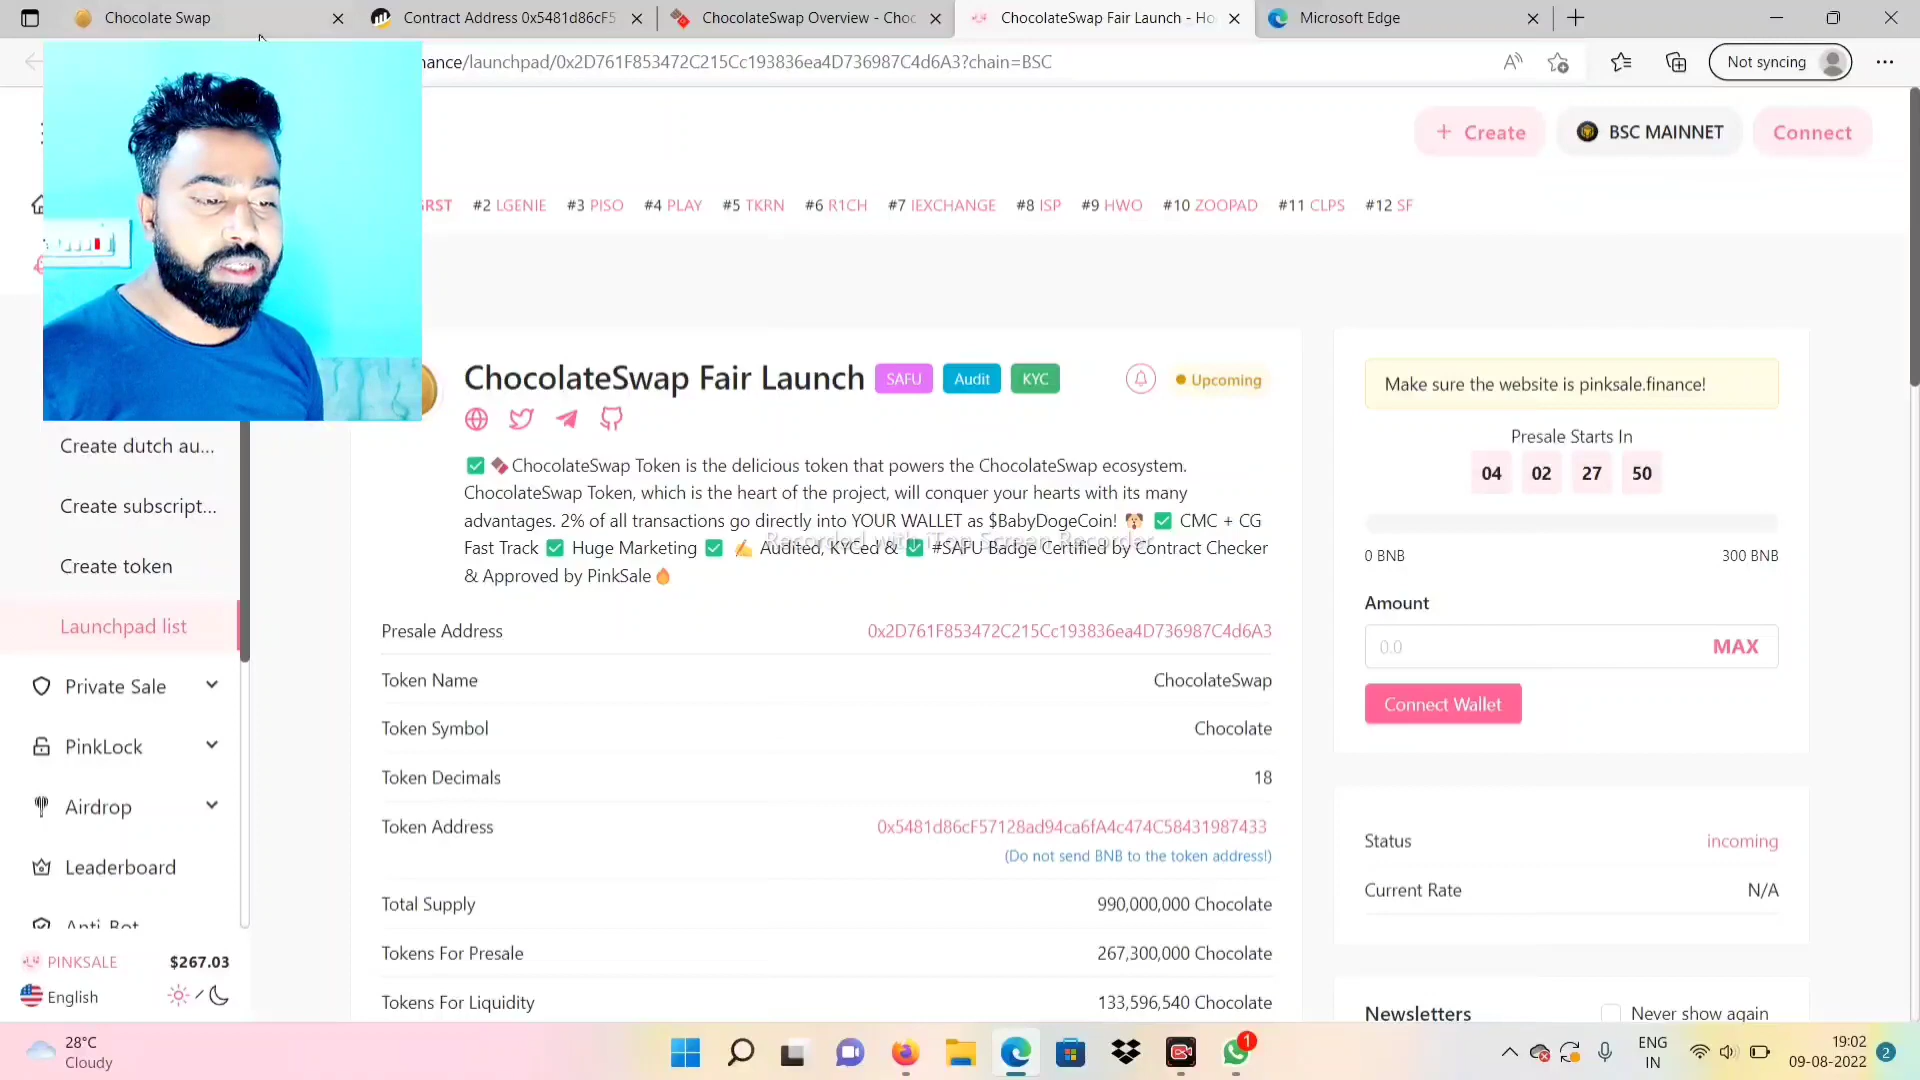 Chocolate Swap
Contract Address 0x5481d86cF5
ChocolateSwap Overview - Choc
ChocolateSwap Fair Launch - Ho
Microsoft Edge
nance/launchpad/0x2D761F853472C215Cc193836ea4D736987C4d6A3?chain=BSC
Not syncing
+ Create
BSC MAINNET
Connect
GRST #2 LGENIE #3 PISO #4 PLAY #5 TKRN #6 R1CH #7 IEXCHANGE #8 ISP #9 HWO #10 ZOOPAD #11 CLPS #12 SF
ChocolateSwap Fair Launch
SAFU
Audit
KYC
Upcoming
✅🍫ChocolateSwap Token is the delicious token that powers the ChocolateSwap ecosystem.
ChocolateSwap Token, which is the heart of the project, will conquer your hearts with its many
advantages. 2% of all transactions go directly into YOUR WALLET as $BabyDogeCoin! 🐶 ✅ CMC + CG
Fast Track ✅ Huge Marketing ✅ ✍️ Audited, KYCed & ✅ #SAFU Badge Certified by Contract Checker
& Approved by PinkSale🔥
Recorded with iTop Screen Recorder
Presale Address
0x2D761F853472C215Cc193836ea4D736987C4d6A3
Token Name
ChocolateSwap
Token Symbol
Chocolate
Token Decimals
18
Token Address
0x5481d86cF57128ad94ca6fA4c474C58431987433
(Do not send BNB to the token address!)
Total Supply
990,000,000 Chocolate
Tokens For Presale
267,300,000 Chocolate
Tokens For Liquidity
133,596,540 Chocolate
Make sure the website is pinksale.finance!
Presale Starts In
04 02 27 50
0 BNB
300 BNB
Amount
0.0
MAX
Connect Wallet
Status
incoming
Current Rate
N/A
Newsletters
Never show again
Create dutch au...
Create subscript...
Create token
Launchpad list
Private Sale
PinkLock
Airdrop
Leaderboard
Anti-Bot
PINKSALE
$267.03
English
28°C
Cloudy
1
ENG
IN
19:02
09-08-2022
2